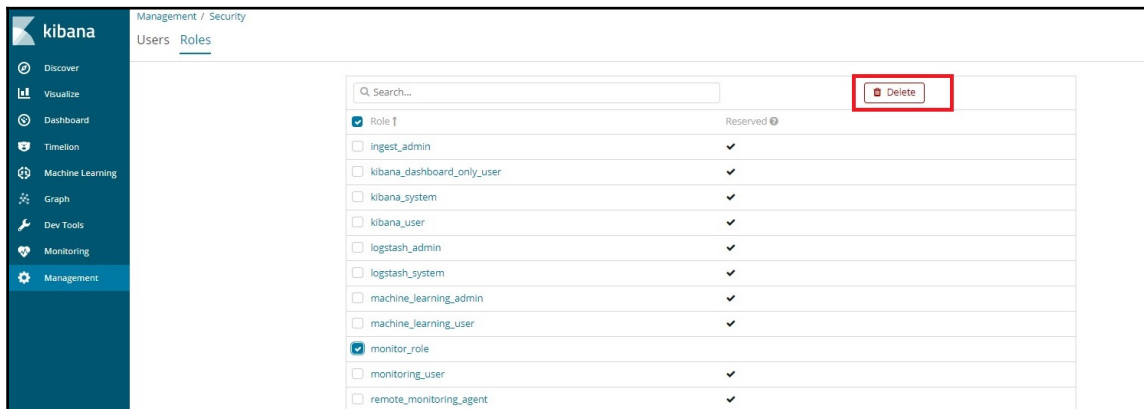 kibana
Discover
Visualize
Dashboard
Timelion
Machine Learning
Graph
Dev Tools
Monitoring
Management
Management / Security
Users Roles
Search...
Delete
Role Reserved
ingest_admin
kibana_dashboard_only_user
kibana_system
kibana_user
logstash_admin
logstash_system
machine_learning_admin
machine_learning_user
monitor_role
monitoring_user
remote_monitoring_agent